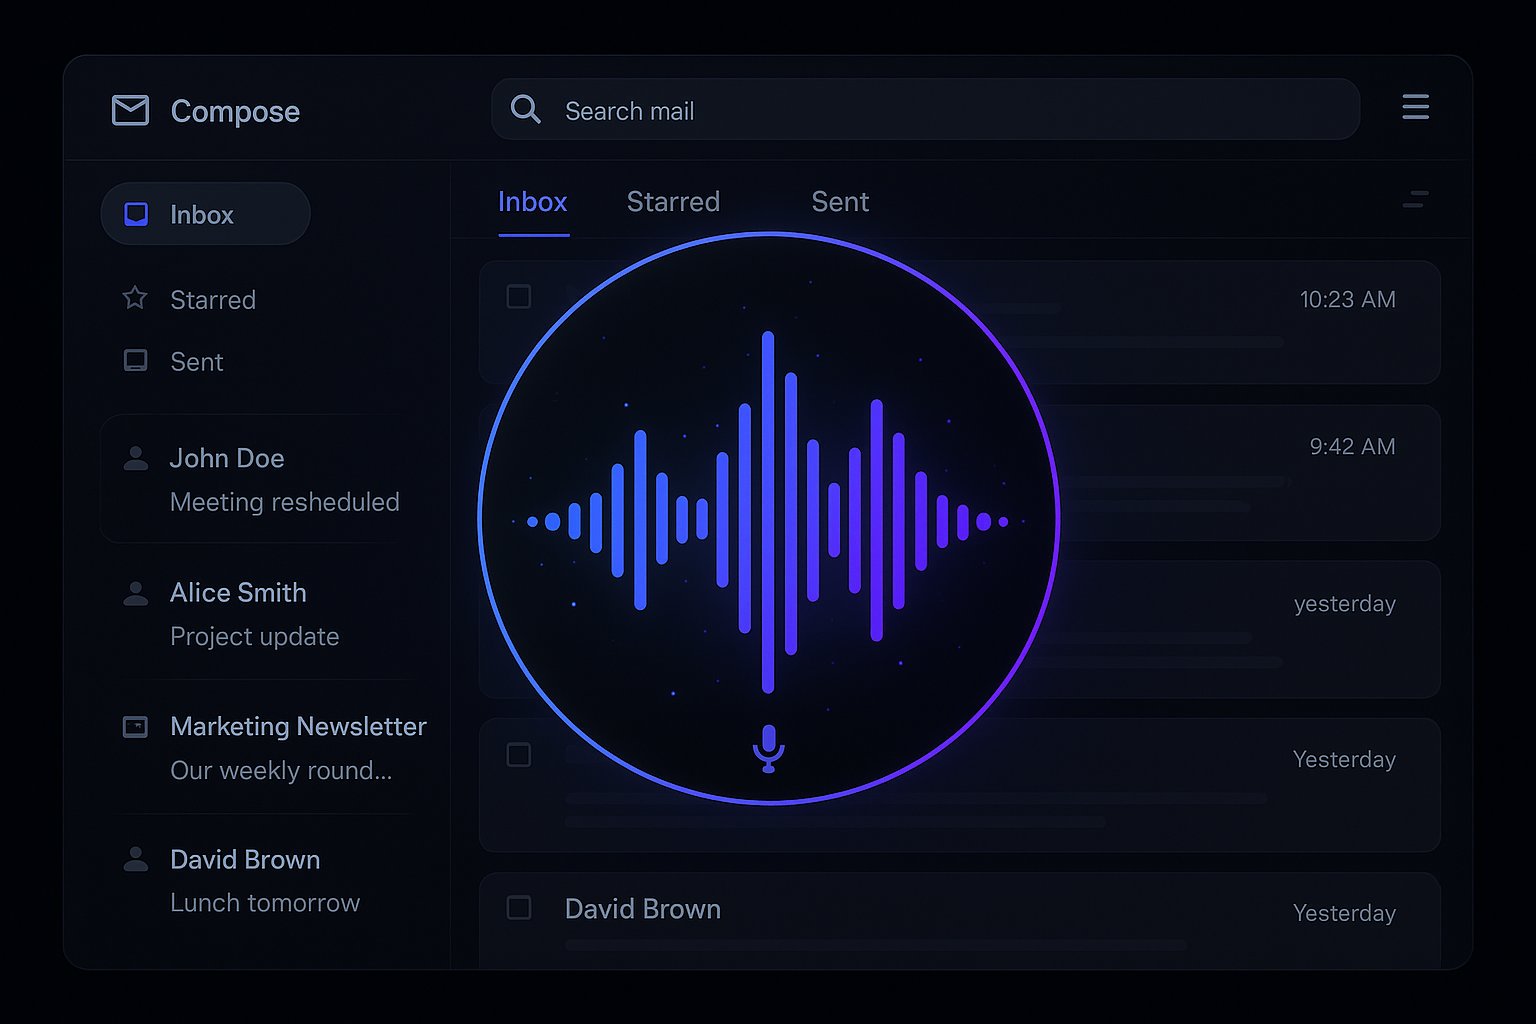 Compose
Search mail
Inbox
Starred
Sent
John Doe
Meeting resheduled
Alice Smith
Project update
Marketing Newsletter
Our weekly round...
David Brown
Lunch tomorrow
Inbox
Starred
Sent
10:23 AM
9:42 AM
yesterday
Yesterday
David Brown
Yesterday